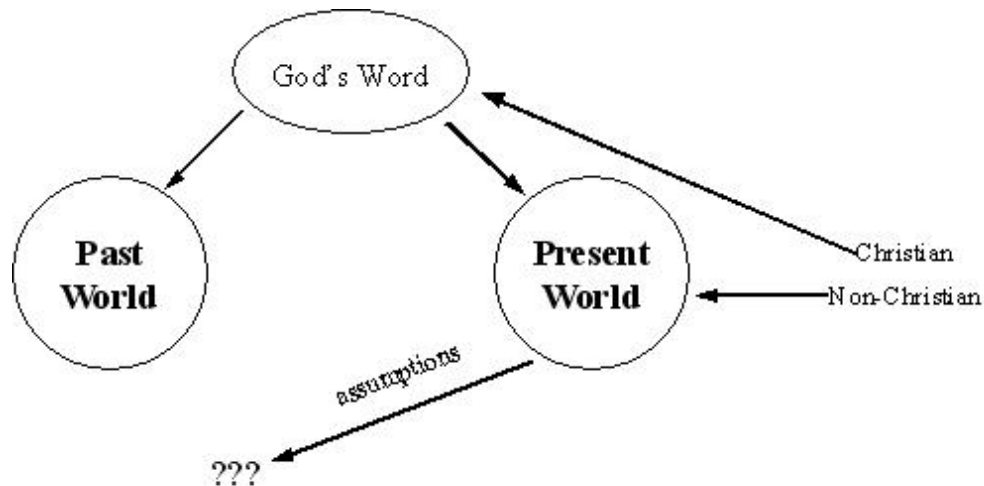 God's Word
Past
World
Present
World
Christian
Non-Christian
assumptions
???